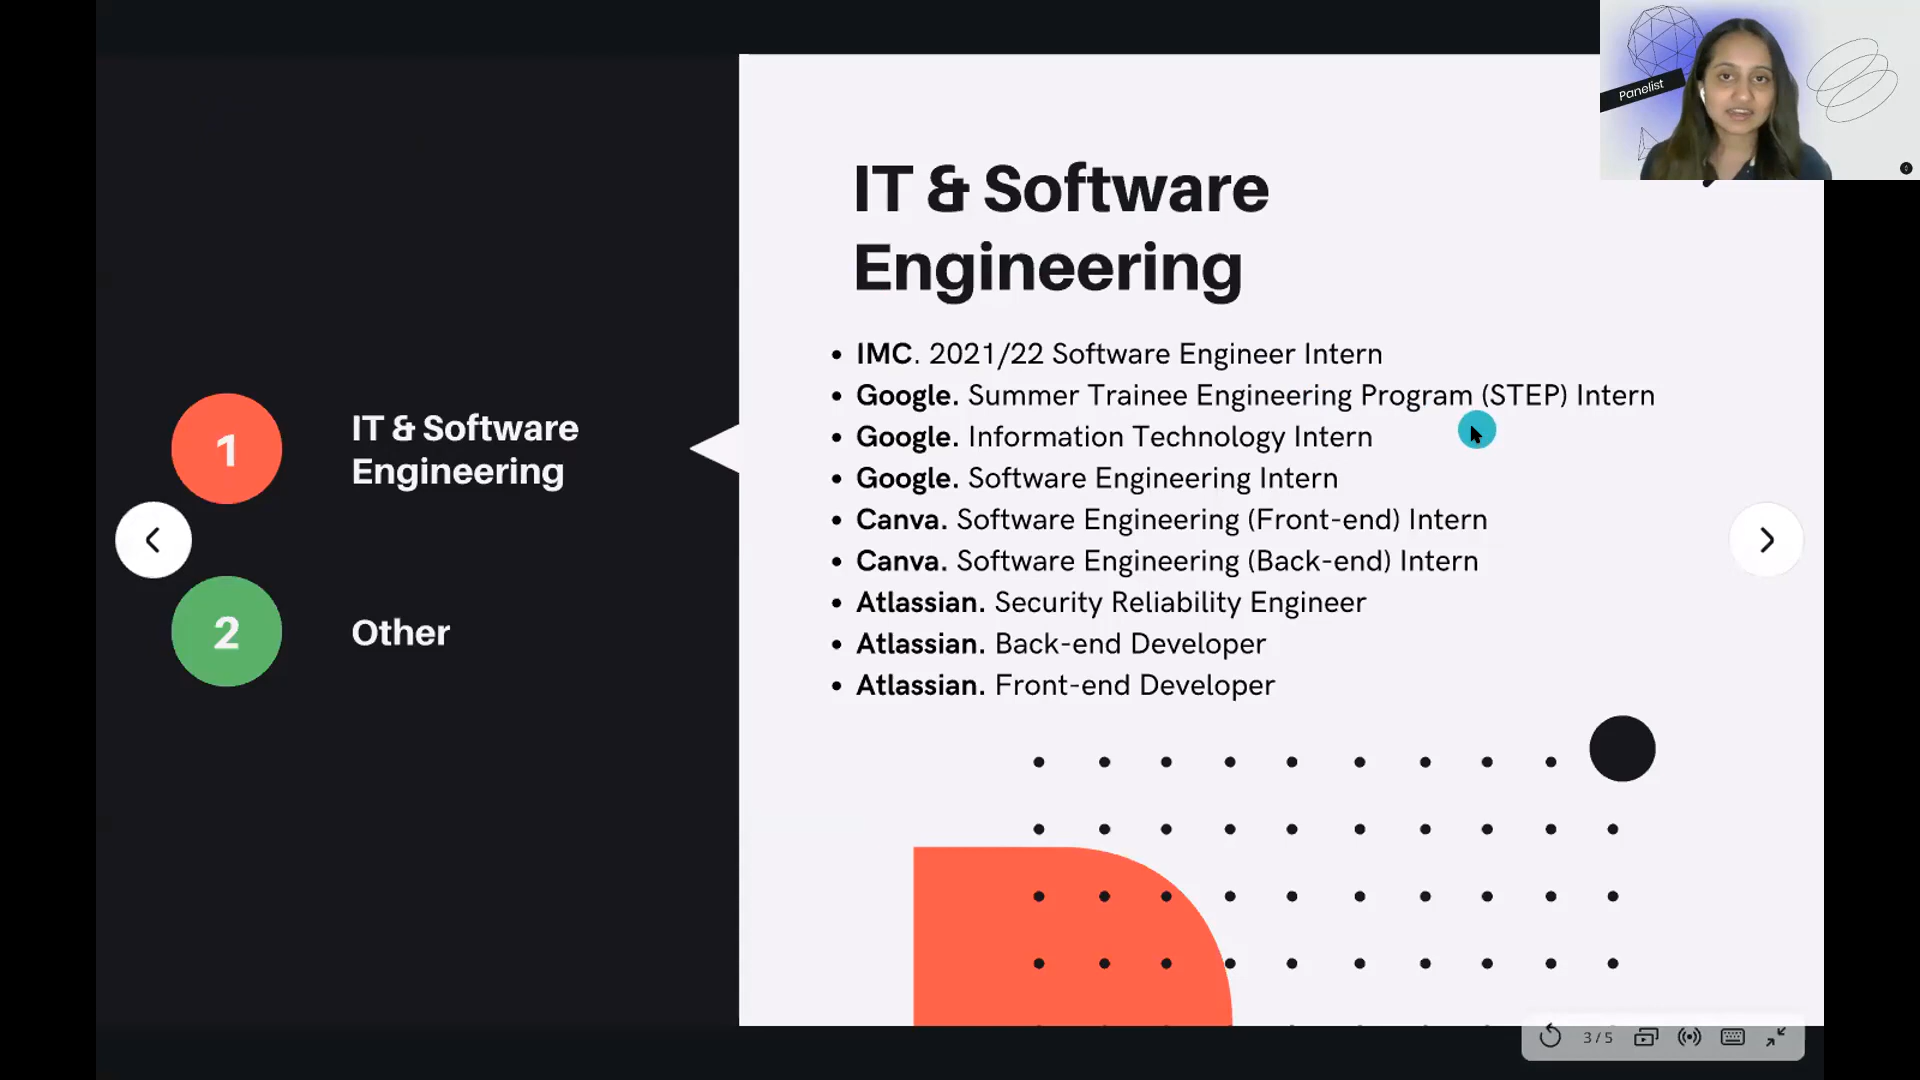 Panelist
IT & Software
Engineering
• IMC. 2021/22 Software Engineer Intern
• Google. Summer Trainee Engineering Program (STEP) Intern
• Google. Information Technology Intern
• Google. Software Engineering Intern
• Canva. Software Engineering (Front-end) Intern
• Canva. Software Engineering (Back-end) Intern
• Atlassian. Security Reliability Engineer
• Atlassian. Back-end Developer
• Atlassian. Front-end Developer
1
IT & Software
Engineering
2
Other
3 / 5